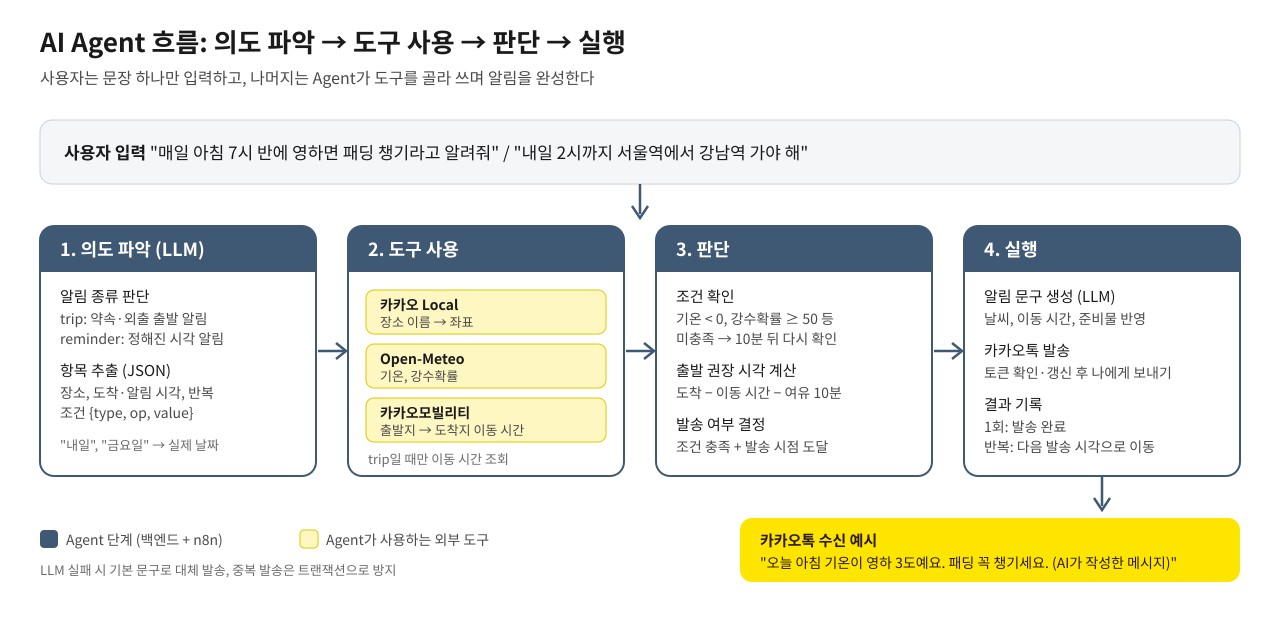 AI Agent 흐름: 의도 파악 → 도구 사용 → 판단 → 실행
사용자는 문장 하나만 입력하고, 나머지는 Agent가 도구를 골라 쓰며 알림을 완성한다
사용자 입력 "매일 아침 7시 반에 영하면 패딩 챙기라고 알려줘" / "내일 2시까지 서울역에서 강남역 가야 해"
1. 의도 파악 (LLM)
알림 종류 판단
trip: 약속·외출 출발 알림
reminder: 정해진 시각 알림
항목 추출 (JSON)
장소, 도착·알림 시각, 반복
조건 {type, op, value}
"내일", "금요일" → 실제 날짜
2. 도구 사용
카카오 Local
장소 이름 → 좌표
Open-Meteo
기온, 강수확률
카카오모빌리티
출발지 → 도착지 이동 시간
trip일 때만 이동 시간 조회
3. 판단
조건 확인
기온 < 0, 강수확률 ≥ 50 등
미충족 → 10분 뒤 다시 확인
출발 권장 시각 계산
도착 − 이동 시간 − 여유 10분
발송 여부 결정
조건 충족 + 발송 시점 도달
4. 실행
알림 문구 생성 (LLM)
날씨, 이동 시간, 준비물 반영
카카오톡 발송
토큰 확인·갱신 후 나에게 보내기
결과 기록
1회: 발송 완료
반복: 다음 발송 시각으로 이동
Agent 단계 (백엔드 + n8n)
Agent가 사용하는 외부 도구
LLM 실패 시 기본 문구로 대체 발송, 중복 발송은 트랜잭션으로 방지
카카오톡 수신 예시
"오늘 아침 기온이 영하 3도예요. 패딩 꼭 챙기세요. (AI가 작성한 메시지)"